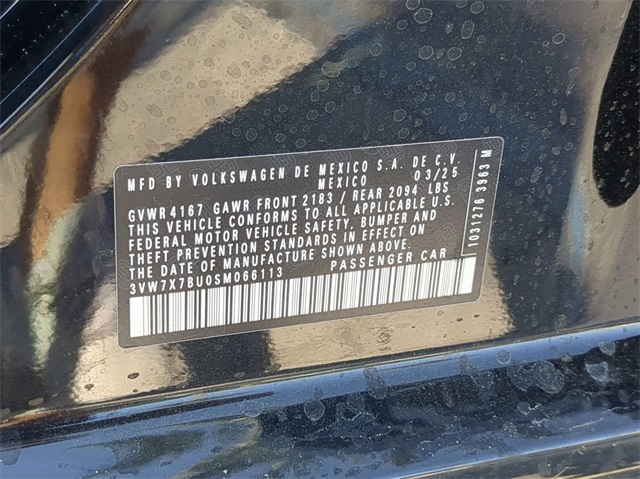 MFD BY VOLKSWAGEN DE MEXICO S.A. DE C.V.
MEXICO 03/25
GVWR 4167 GAWR FRONT 2183 / REAR 2094 LBS
THIS VEHICLE CONFORMS TO ALL APPLICABLE U.S.
FEDERAL MOTOR VEHICLE SAFETY, BUMPER AND
THEFT PREVENTION STANDARDS IN EFFECT ON
THE DATE OF MANUFACTURE SHOWN ABOVE.
3VW7X7BU0SM066113 PASSENGER CAR
10311216 3963 M